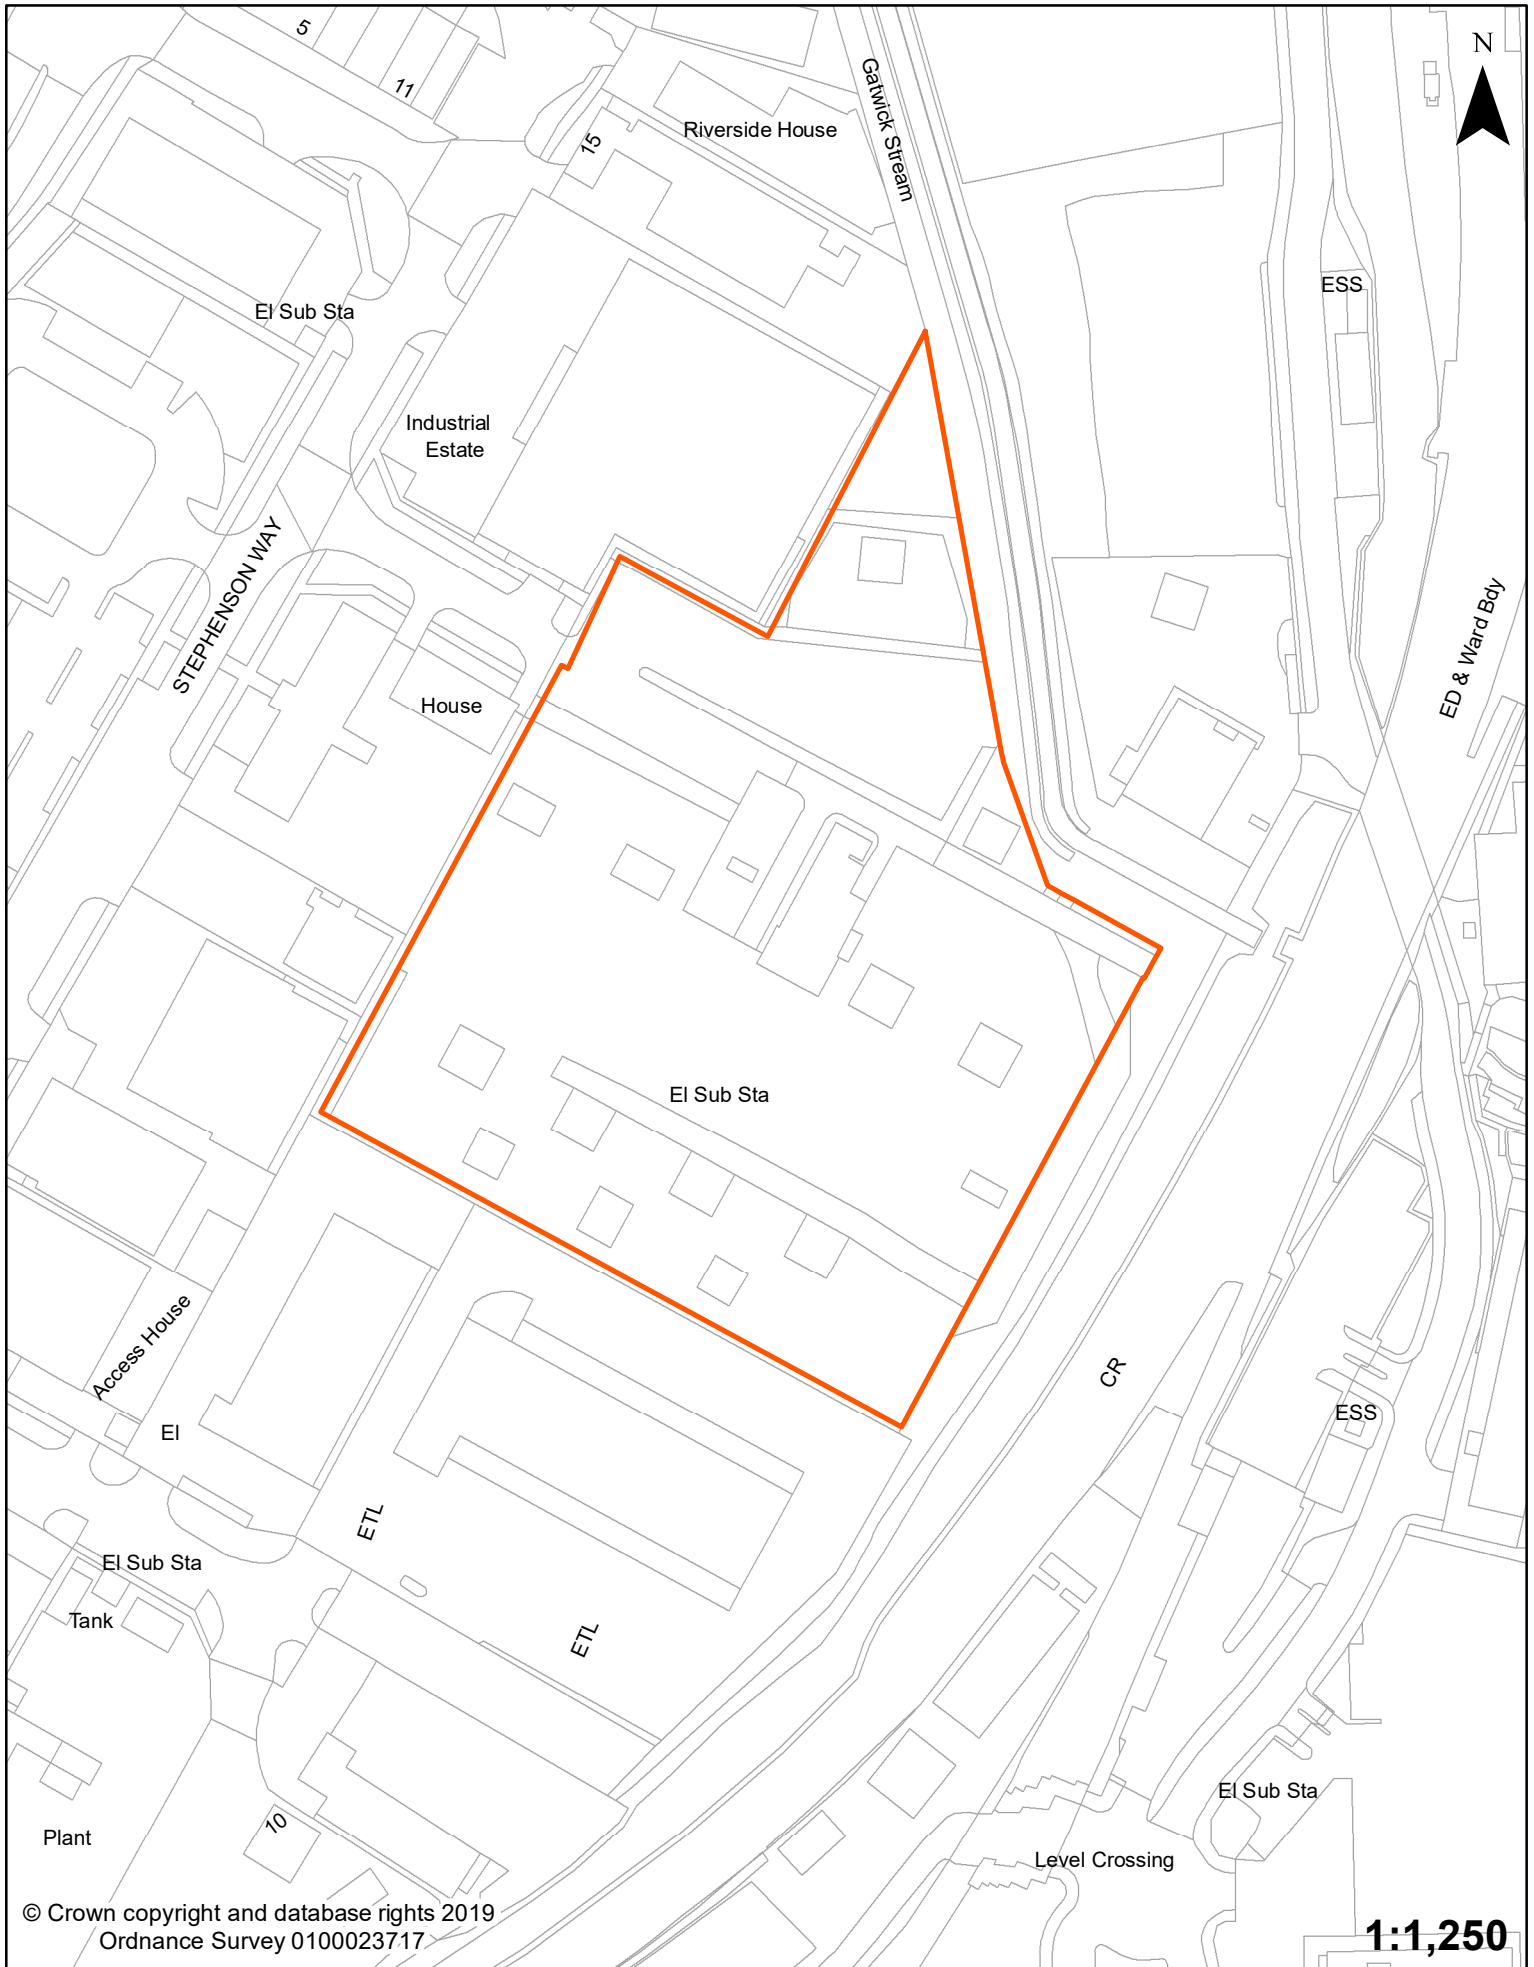 5
11
N
Gatwick Stream
Riverside House
15
ESS
El Sub Sta
Industrial
Estate
STEPHENSON WAY
ED & Ward Bdy
House
El Sub Sta
Access House
CR
ESS
El
ETL
El Sub Sta
Tank
ETL
El Sub Sta
10
Plant
Level Crossing
© Crown copyright and database rights 2019
Ordnance Survey 0100023717
1:1,250